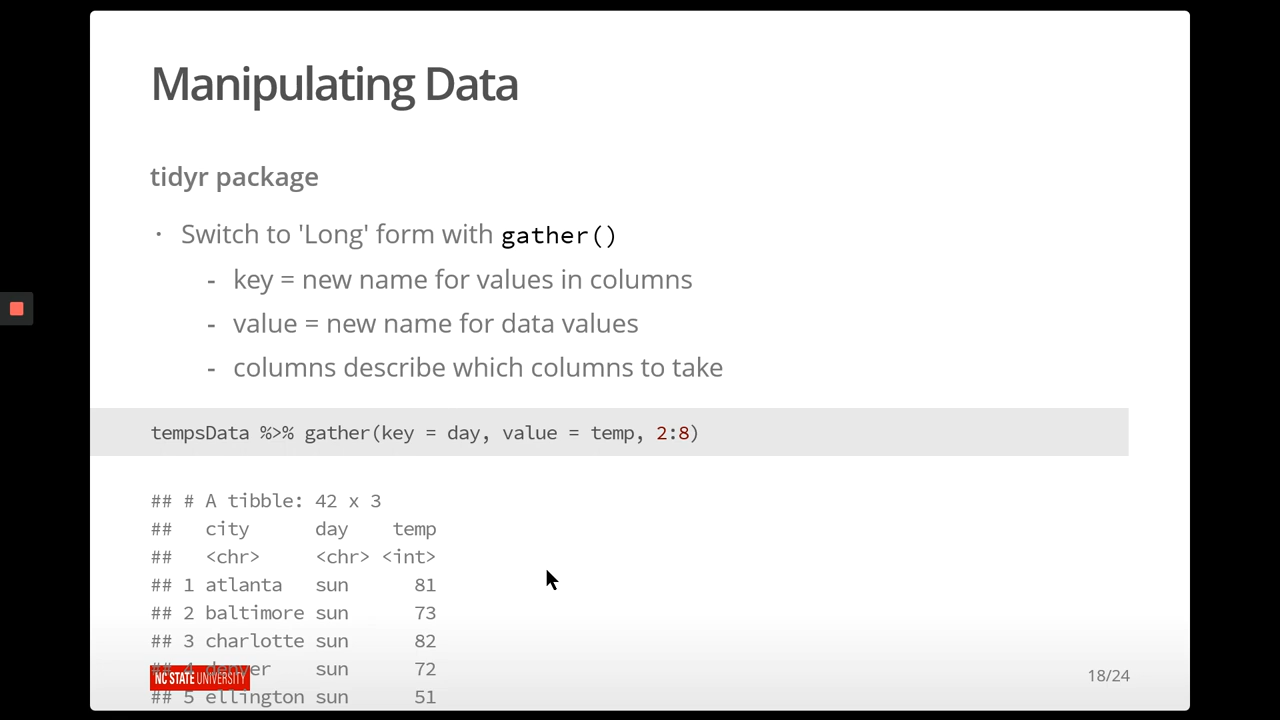 Manipulating Data
tidyr package
• Switch to 'Long' form with gather()
- key = new name for values in columns
- value = new name for data values
- columns describe which columns to take
tempsData %>% gather(key = day, value = temp, 2:8)
## # A tibble: 42 x 3
##   city      day    temp
##   <chr>     <chr> <int>
## 1 atlanta   sun      81
## 2 baltimore sun      73
## 3 charlotte sun      82
## 4 denver    sun      72
NC STATE UNIVERSITY
18/24
## 5 ellington sun      51